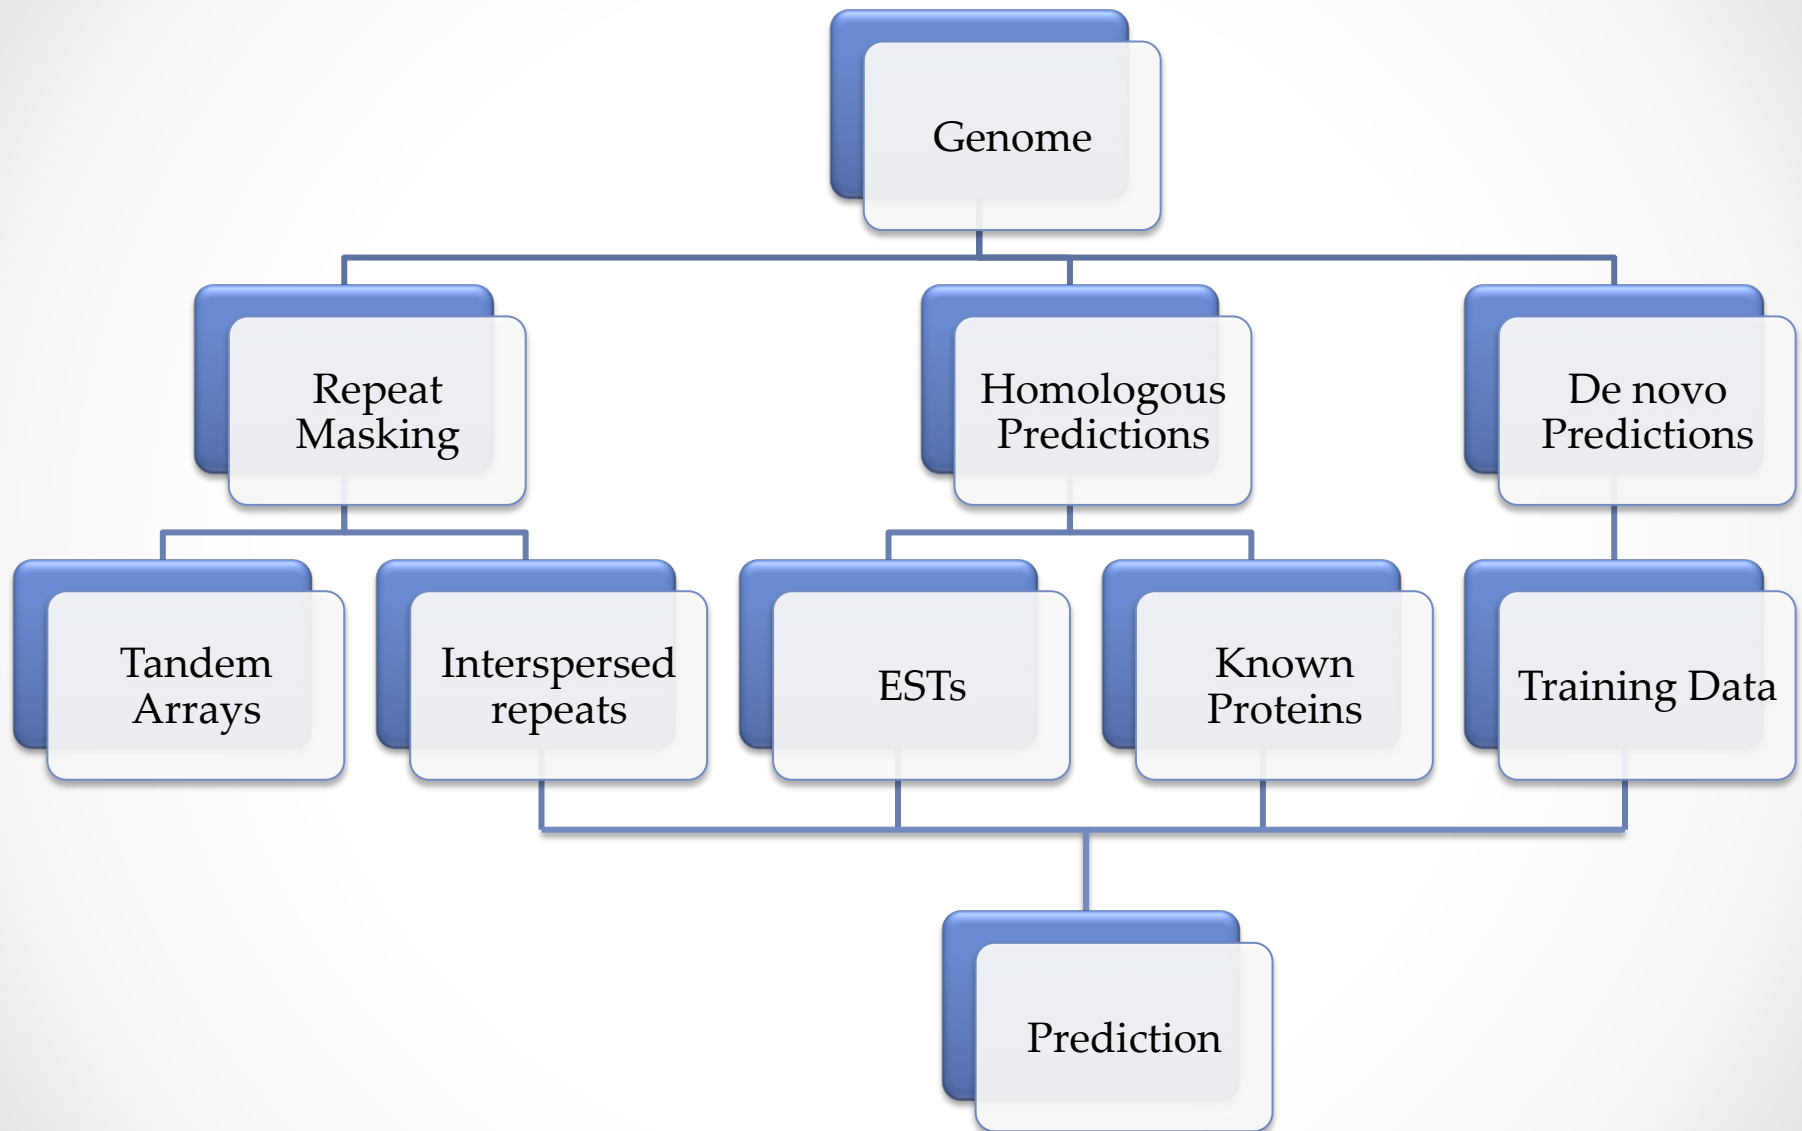 Genome
Repeat
Masking
Homologous
Predictions
De novo
Predictions
Tandem
Arrays
Interspersed
repeats
ESTs
Known
Proteins
Training Data
Prediction